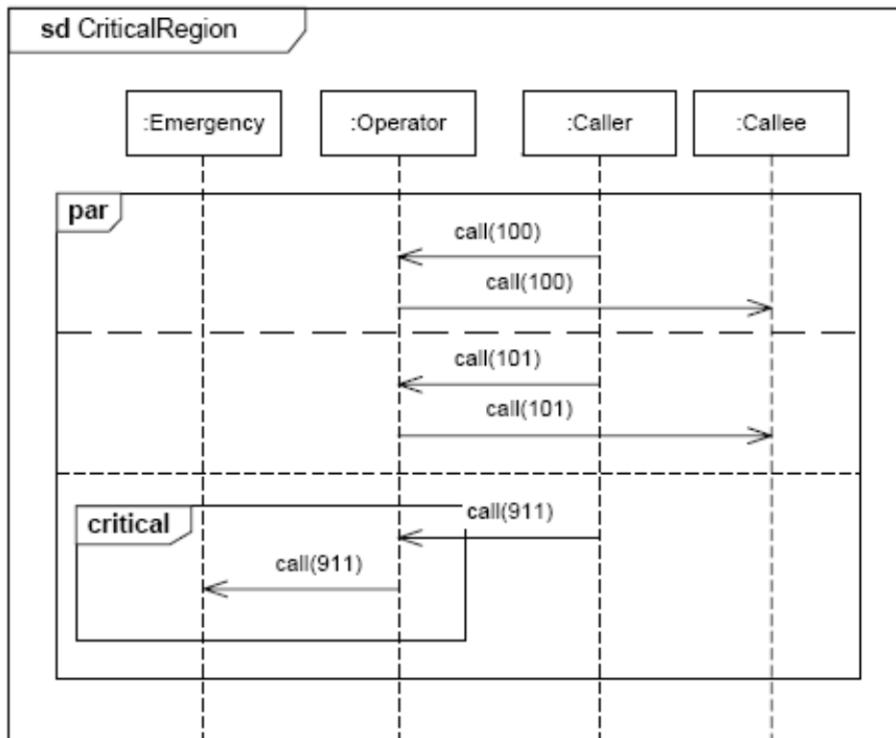 sd CriticalRegion
:Emergency :Operator :Caller :Callee
par
call(100)
call(100)
call(101)
call(101)
critical
call(911)
call(911)